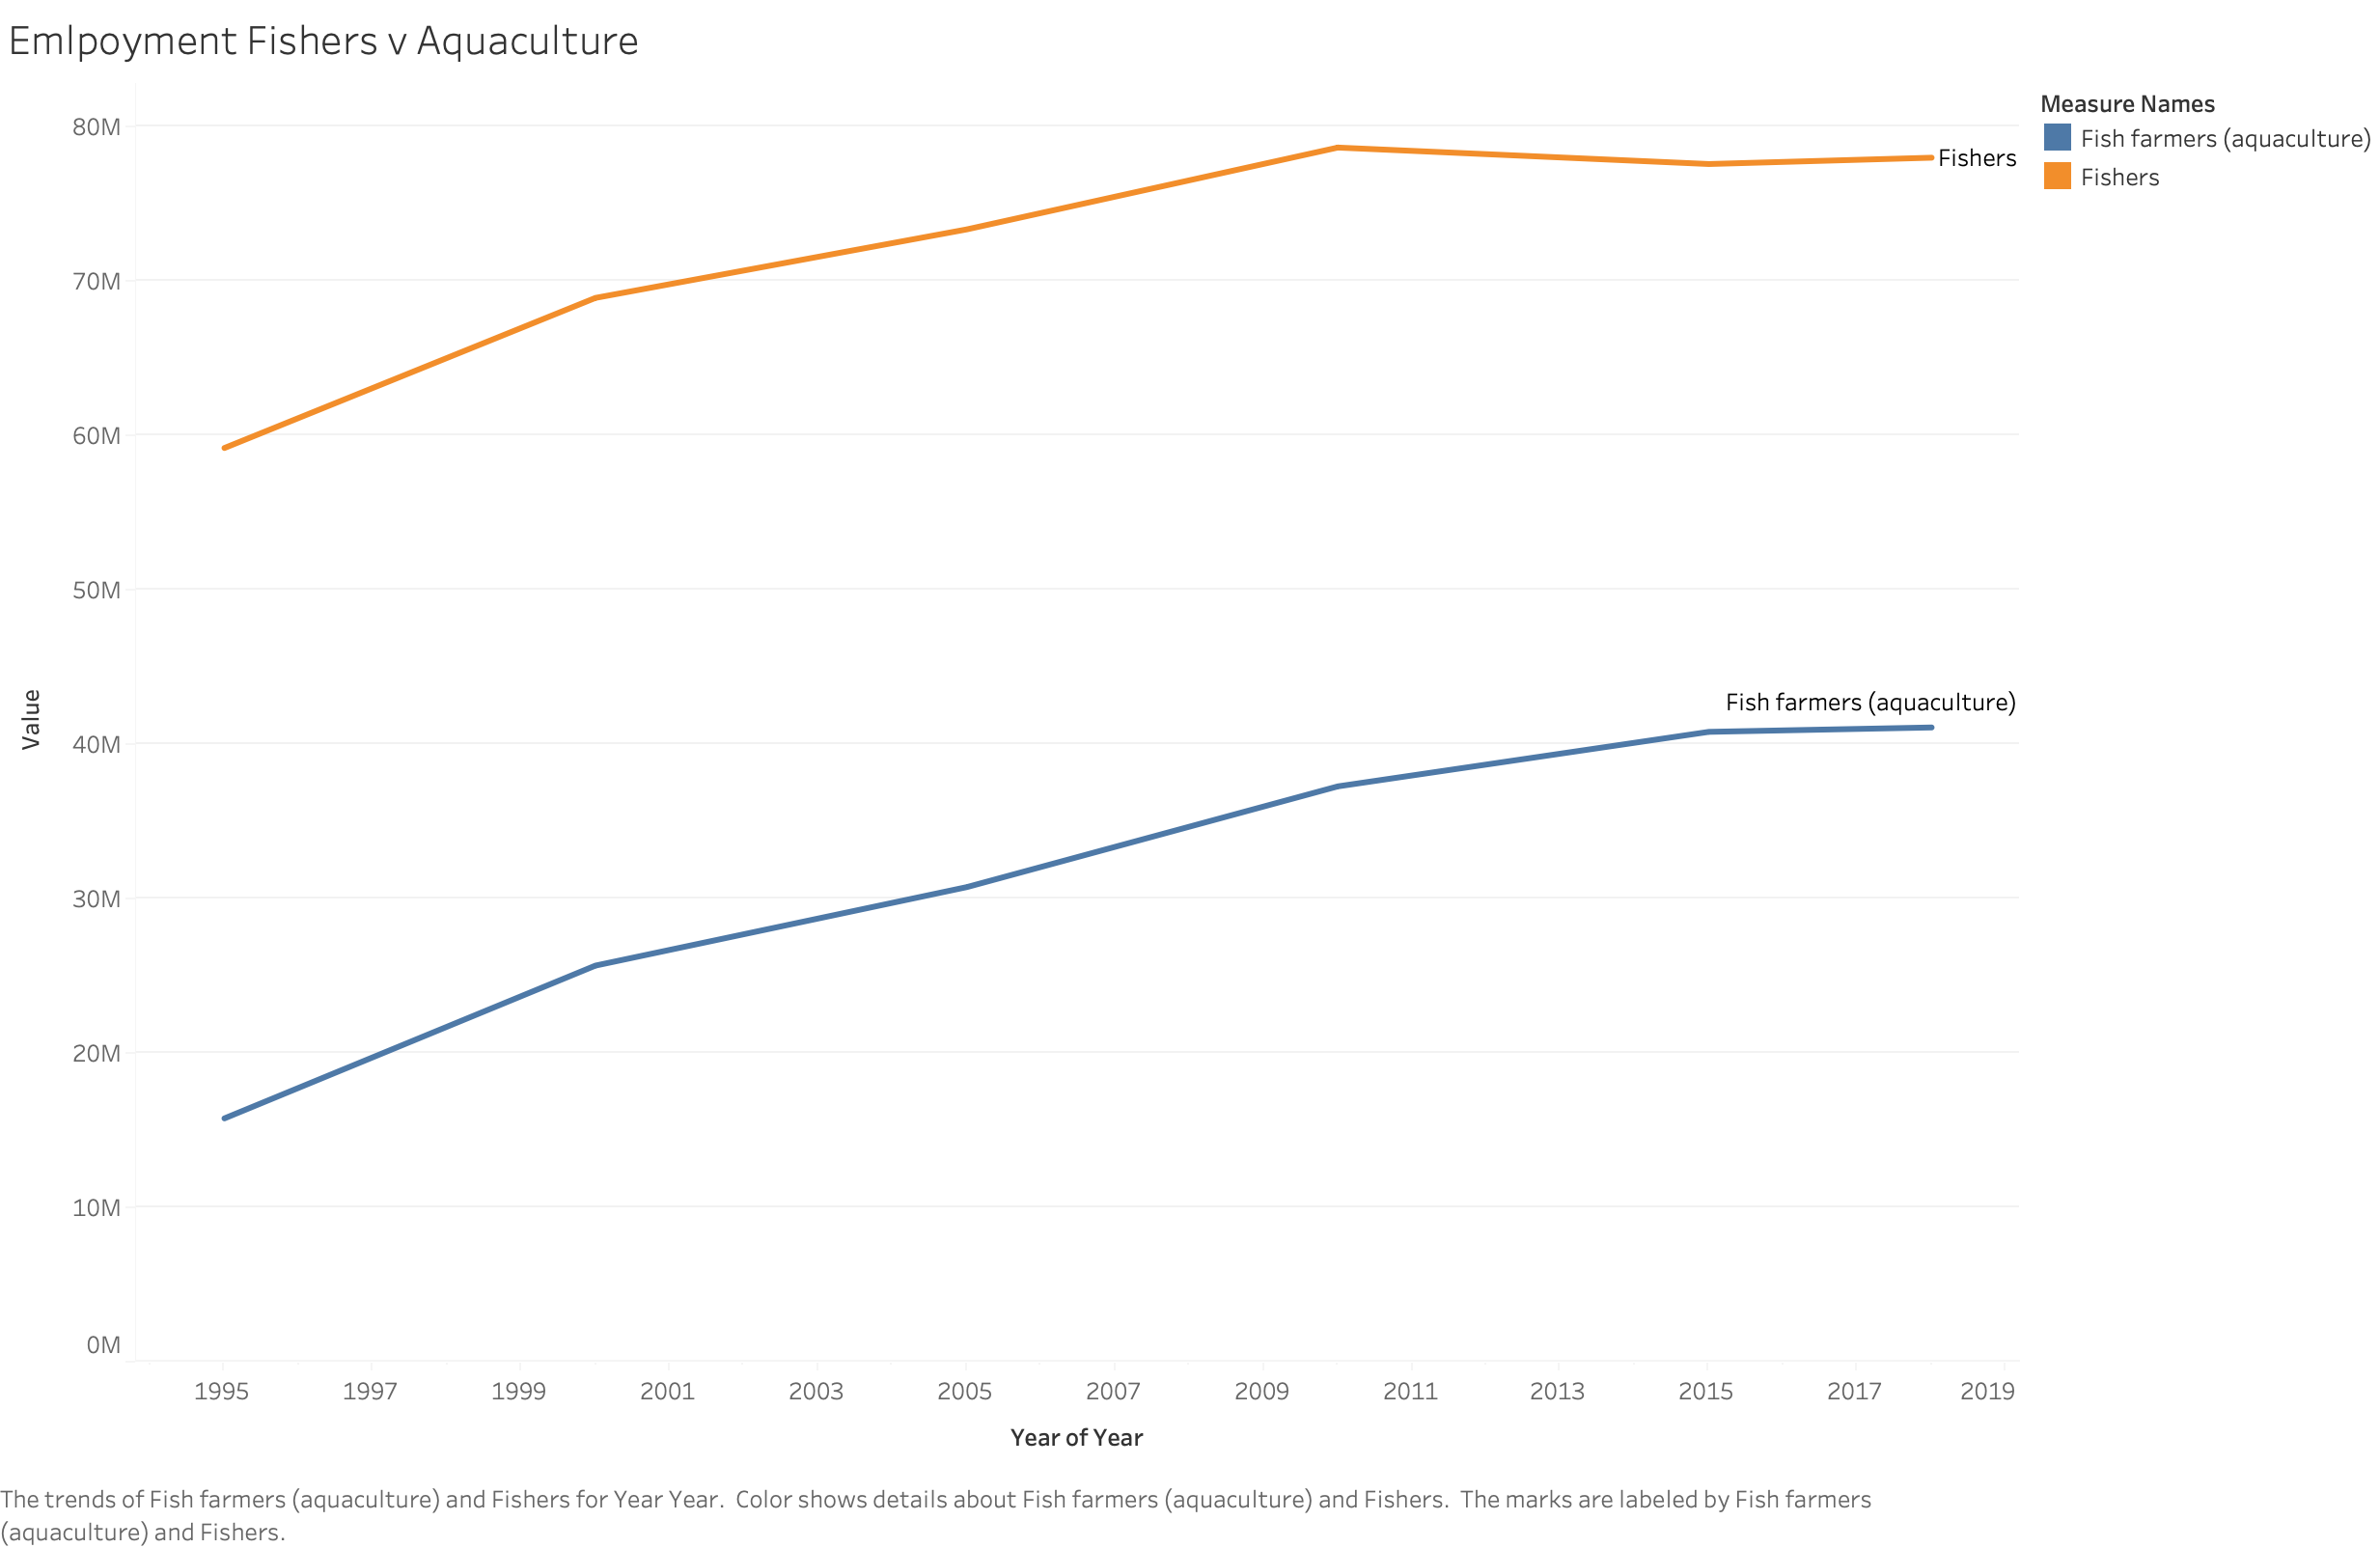 Emlpoyment Fishers v Aquaculture
Measure Names
Fish farmers (aquaculture)
Fishers
80M
70M
60M
50M
40M
30M
20M
10M
0M
Value
Fishers
Fish farmers (aquaculture)
1995
1997
1999
2001
2003
2005
2007
2009
2011
2013
2015
2017
2019
Year of Year
The trends of Fish farmers (aquaculture) and Fishers for Year Year.  Color shows details about Fish farmers (aquaculture) and Fishers.  The marks are labeled by Fish farmers
(aquaculture) and Fishers.